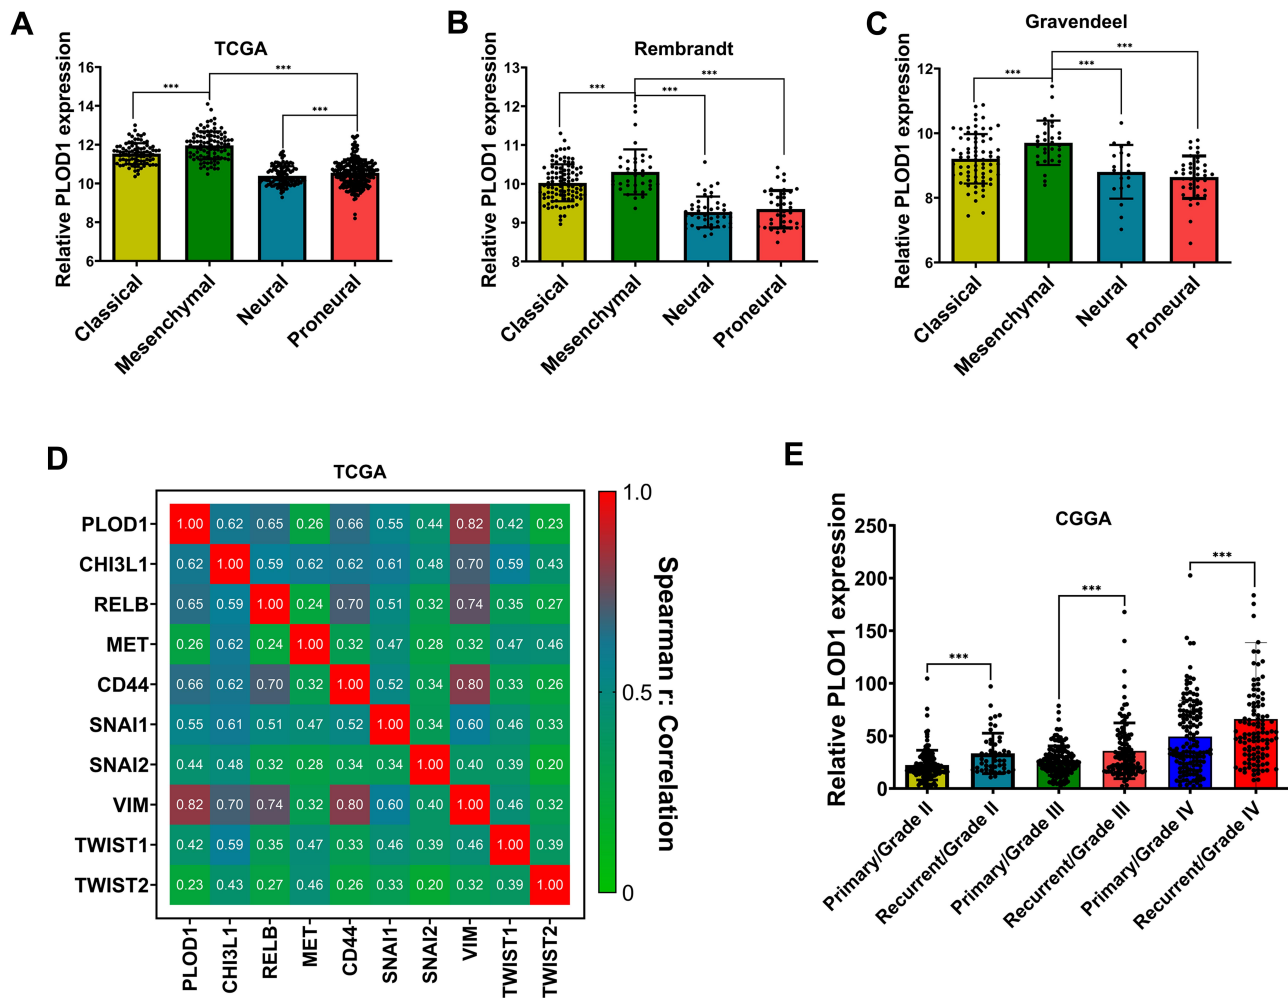 A
TCGA
Relative PLOD1 expression
16
14
12
10
8
6
***
***
***
Classical
Mesenchymal
Neural
Proneural
B
Rembrandt
Relative PLOD1 expression
13
12
11
10
9
8
***
***
***
Classical
Mesenchymal
Neural
Proneural
C
Gravendeel
Relative PLOD1 expression
12
10
8
6
***
***
***
Classical
Mesenchymal
Neural
Proneural
D
TCGA
PLOD1 1.00 0.62 0.65 0.26 0.66 0.55 0.44 0.82 0.42 0.23
CHI3L1 0.62 1.00 0.59 0.62 0.62 0.61 0.48 0.70 0.59 0.43
RELB 0.65 0.59 1.00 0.24 0.70 0.51 0.32 0.74 0.35 0.27
MET 0.26 0.62 0.24 1.00 0.32 0.47 0.28 0.32 0.47 0.46
CD44 0.66 0.62 0.70 0.32 1.00 0.52 0.34 0.80 0.33 0.26
SNAI1 0.55 0.61 0.51 0.47 0.52 1.00 0.34 0.60 0.46 0.33
SNAI2 0.44 0.48 0.32 0.28 0.34 0.34 1.00 0.40 0.39 0.20
VIM 0.82 0.70 0.74 0.32 0.80 0.60 0.40 1.00 0.46 0.32
TWIST1 0.42 0.59 0.35 0.47 0.33 0.46 0.39 0.46 1.00 0.39
TWIST2 0.23 0.43 0.27 0.46 0.26 0.33 0.20 0.32 0.39 1.00
PLOD1
CHI3L1
RELB
MET
CD44
SNAI1
SNAI2
VIM
TWIST1
TWIST2
1.0
0.5
0
Spearman r: Correlation
E
CGGA
Relative PLOD1 expression
250
200
150
100
50
0
***
***
***
Primary/Grade II
Recurrent/Grade II
Primary/Grade III
Recurrent/Grade III
Primary/Grade IV
Recurrent/Grade IV